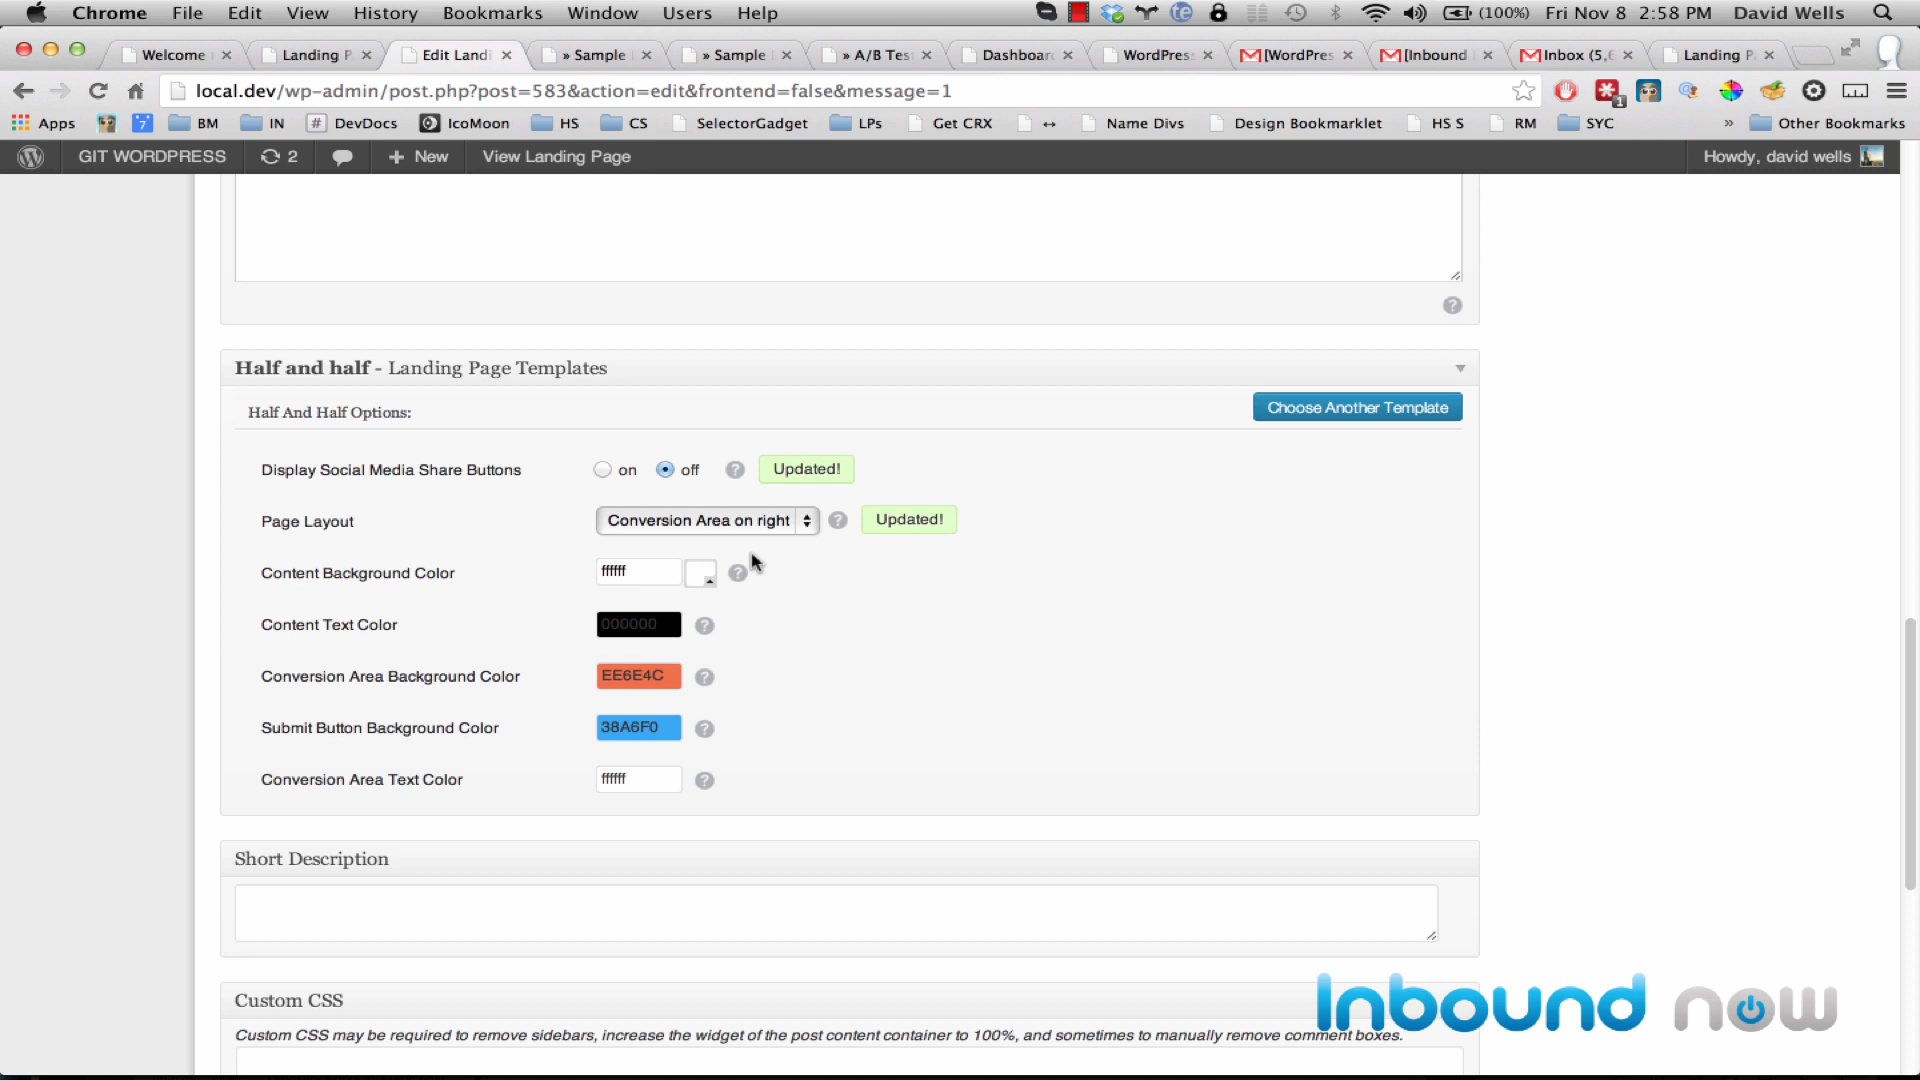 Chrome File Edit View History Bookmarks Window Users Help (100%) Fri Nov 8 2:58 PM David Wells
Welcome Landing P Edit Landi » Sample » Sample » A/B Tes Dashboar WordPres [WordPres [Inbound Inbox (5,6 Landing P
local.dev/wp-admin/post.php?post=583&action=edit&frontend=false&message=1
Apps 7 BM IN # DevDocs IcoMoon HS CS SelectorGadget LPs Get CRX ↔ Name Divs Design Bookmarklet HS S RM SYC » Other Bookmarks
GIT WORDPRESS 2 + New View Landing Page Howdy, david wells
Half and half - Landing Page Templates
Half And Half Options: Choose Another Template
Display Social Media Share Buttons on off ? Updated!
Page Layout Conversion Area on right ? Updated!
Content Background Color ffffff ?
Content Text Color 000000 ?
Conversion Area Background Color EE6E4C ?
Submit Button Background Color 38A6F0 ?
Conversion Area Text Color ffffff ?
Short Description
Custom CSS
Custom CSS may be required to remove sidebars, increase the widget of the post content container to 100%, and sometimes to manually remove comment boxes.
Inbound now